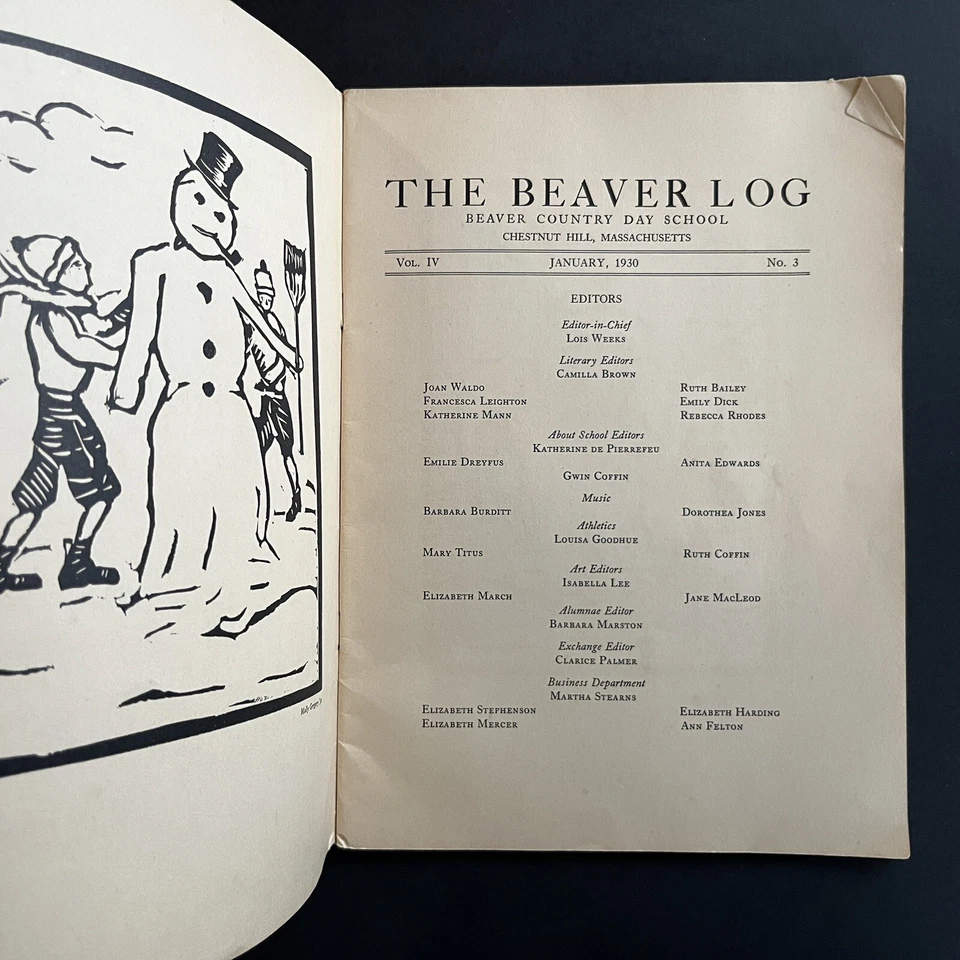 THE BEAVER LOG
BEAVER COUNTRY DAY SCHOOL
CHESTNUT HILL, MASSACHUSETTS
VOL. IV JANUARY, 1930 No. 3
EDITORS
Editor-in-Chief
LOIS WEEKS
Literary Editors
CAMILLA BROWN
JOAN WALDO RUTH BAILEY
FRANCESCA LEIGHTON EMILY DICK
KATHERINE MANN REBECCA RHODES
About School Editors
KATHERINE DE PIERREFEU
EMILIE DREYFUS ANITA EDWARDS
GWIN COFFIN
Music
BARBARA BURDITT DOROTHEA JONES
Athletics
LOUISA GOODHUE
MARY TITUS RUTH COFFIN
Art Editors
ISABELLA LEE
ELIZABETH MARCH JANE MACLEOD
Alumnae Editor
BARBARA MARSTON
Exchange Editor
CLARICE PALMER
Business Department
MARTHA STEARNS
ELIZABETH STEPHENSON ELIZABETH HARDING
ELIZABETH MERCER ANN FELTON